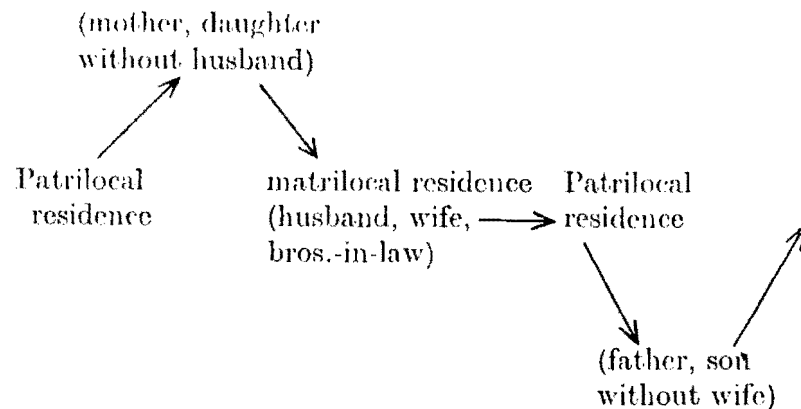 (mother, daughter
without husband)
Patrilocal
residence
matrilocal residence
(husband, wife,
bros.-in-law)
Patrilocal
residence
(father, son
without wife)